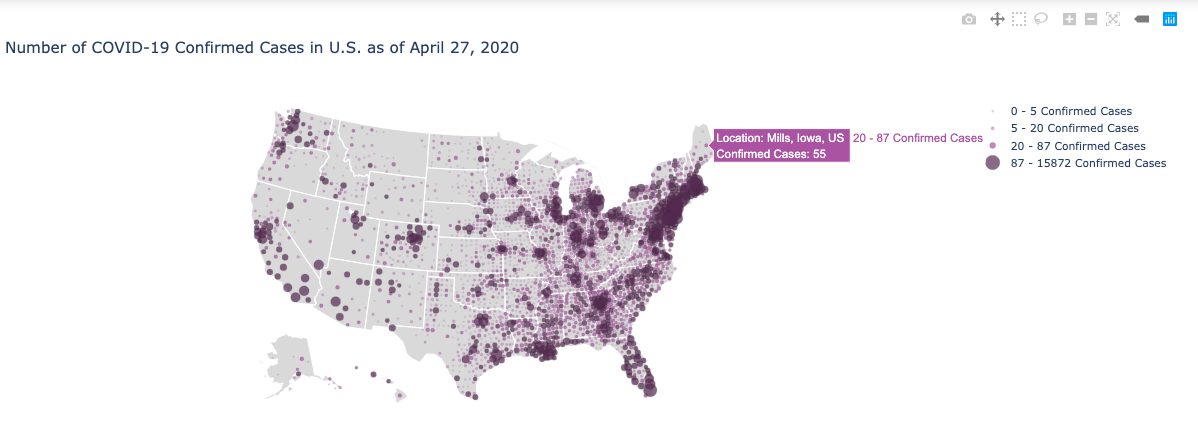 Number of COVID-19 Confirmed Cases in U.S. as of April 27, 2020
0 - 5 Confirmed Cases
5 - 20 Confirmed Cases
20 - 87 Confirmed Cases
87 - 15872 Confirmed Cases
Location: Mills, Iowa, US
Confirmed Cases: 55
20 - 87 Confirmed Cases